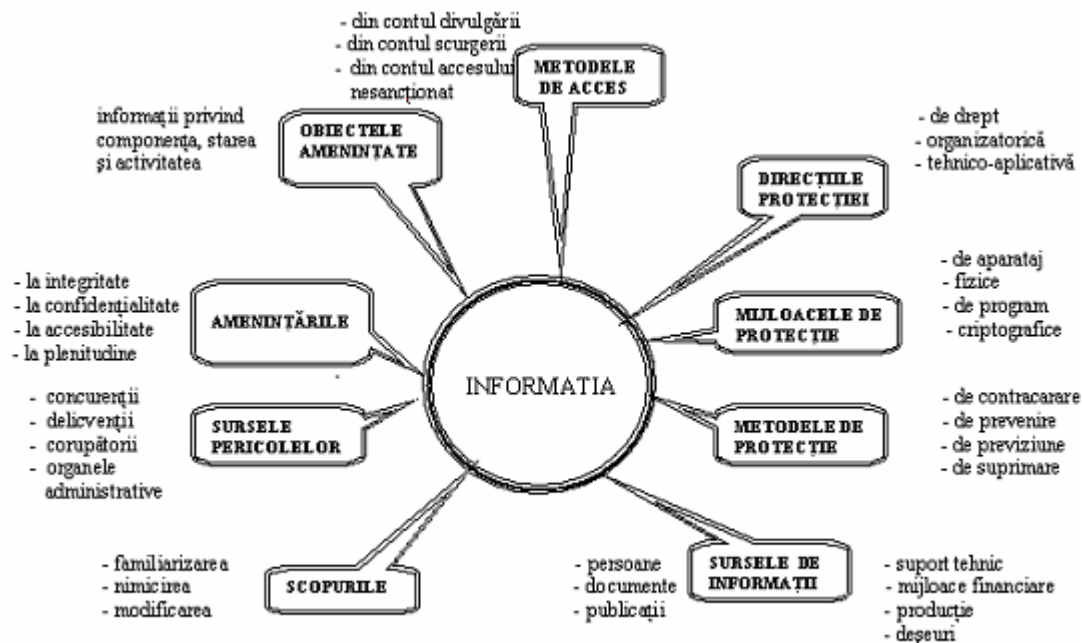 - din contul divulgării
- din contul scurgerii
- din contul accesului
nesancționat
METODELE
DE ACCES
informații privind
componența, starea
și activitatea
OBIECTELE
AMENINȚATE
- de drept
- organizatorică
- tehnico-aplicativă
DIRECȚIILE
PROTECȚIEI
- la integritate
- la confidențialitate
- la accesibilitate
- la plenitudine
AMENINȚĂRILE
- de aparataj
- fizice
- de program
- criptografice
MIJLOACELE DE
PROTECȚIE
INFORMATIA
- concurenții
- delicvenții
- corupătorii
- organele
administrative
SURSELE
PERICOLELOR
METODELE DE
PROTECȚIE
- de contracarare
- de prevenire
- de previziune
- de suprimare
- familiarizarea
- nimicirea
- modificarea
SCOPURILE
- persoane
- documente
- publicații
SURSELE DE
INFORMAȚII
- suport tehnic
- mijloace financiare
- producție
- deșeuri